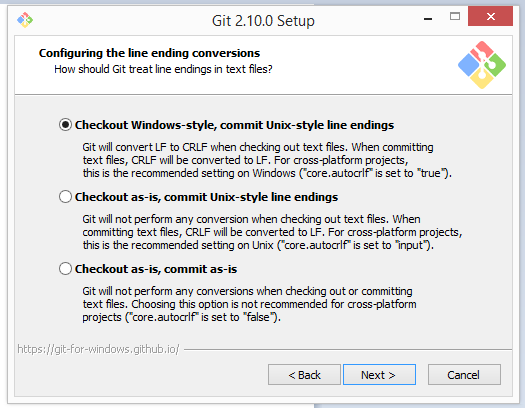 Git 2.10.0 Setup
Configuring the line ending conversions
How should Git treat line endings in text files?
Checkout Windows-style, commit Unix-style line endings
Git will convert LF to CRLF when checking out text files. When committing
text files, CRLF will be converted to LF. For cross-platform projects,
this is the recommended setting on Windows ("core.autocrlf" is set to "true").
Checkout as-is, commit Unix-style line endings
Git will not perform any conversion when checking out text files. When
committing text files, CRLF will be converted to LF. For cross-platform projects,
this is the recommended setting on Unix ("core.autocrlf" is set to "input").
Checkout as-is, commit as-is
Git will not perform any conversions when checking out or committing
text files. Choosing this option is not recommended for cross-platform
projects ("core.autocrlf" is set to "false").
https://git-for-windows.github.io/
< Back Next > Cancel